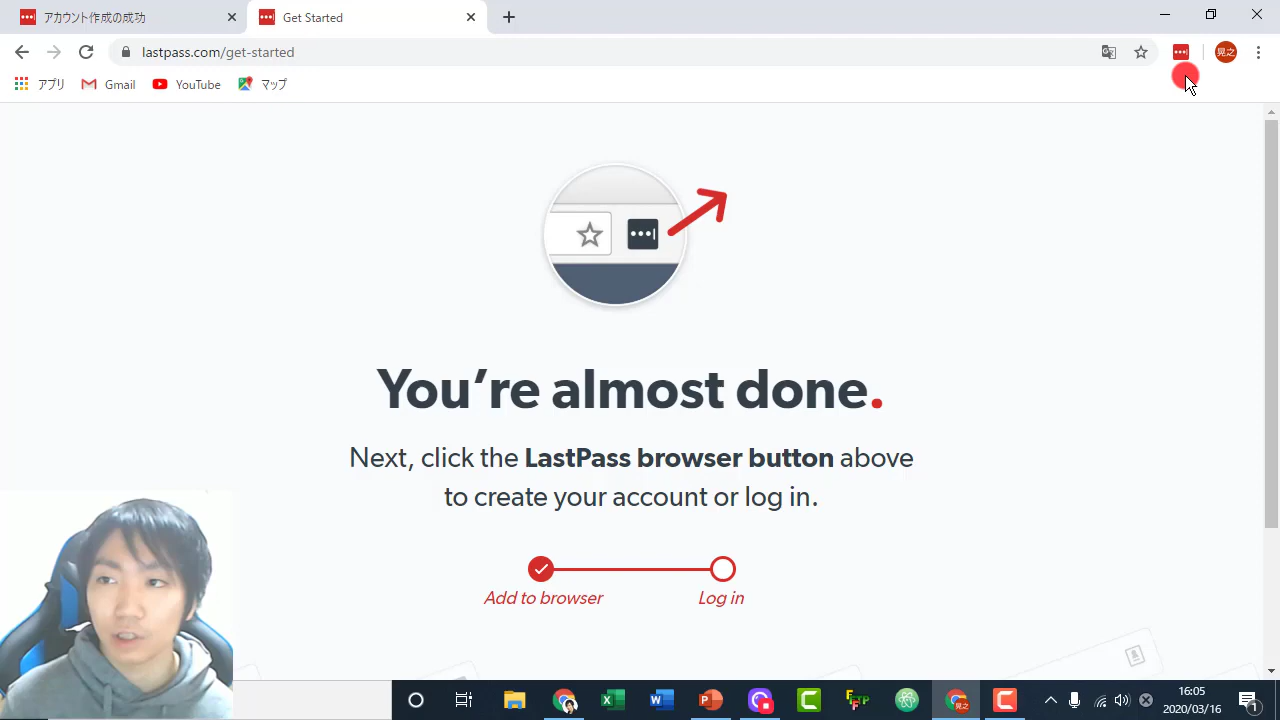 アカウント作成の成功
Get Started
lastpass.com/get-started
晃之
アプリ
Gmail
YouTube
マップ
You're almost done.
Next, click the LastPass browser button above
to create your account or log in.
Add to browser
Log in
16:05
2020/03/16